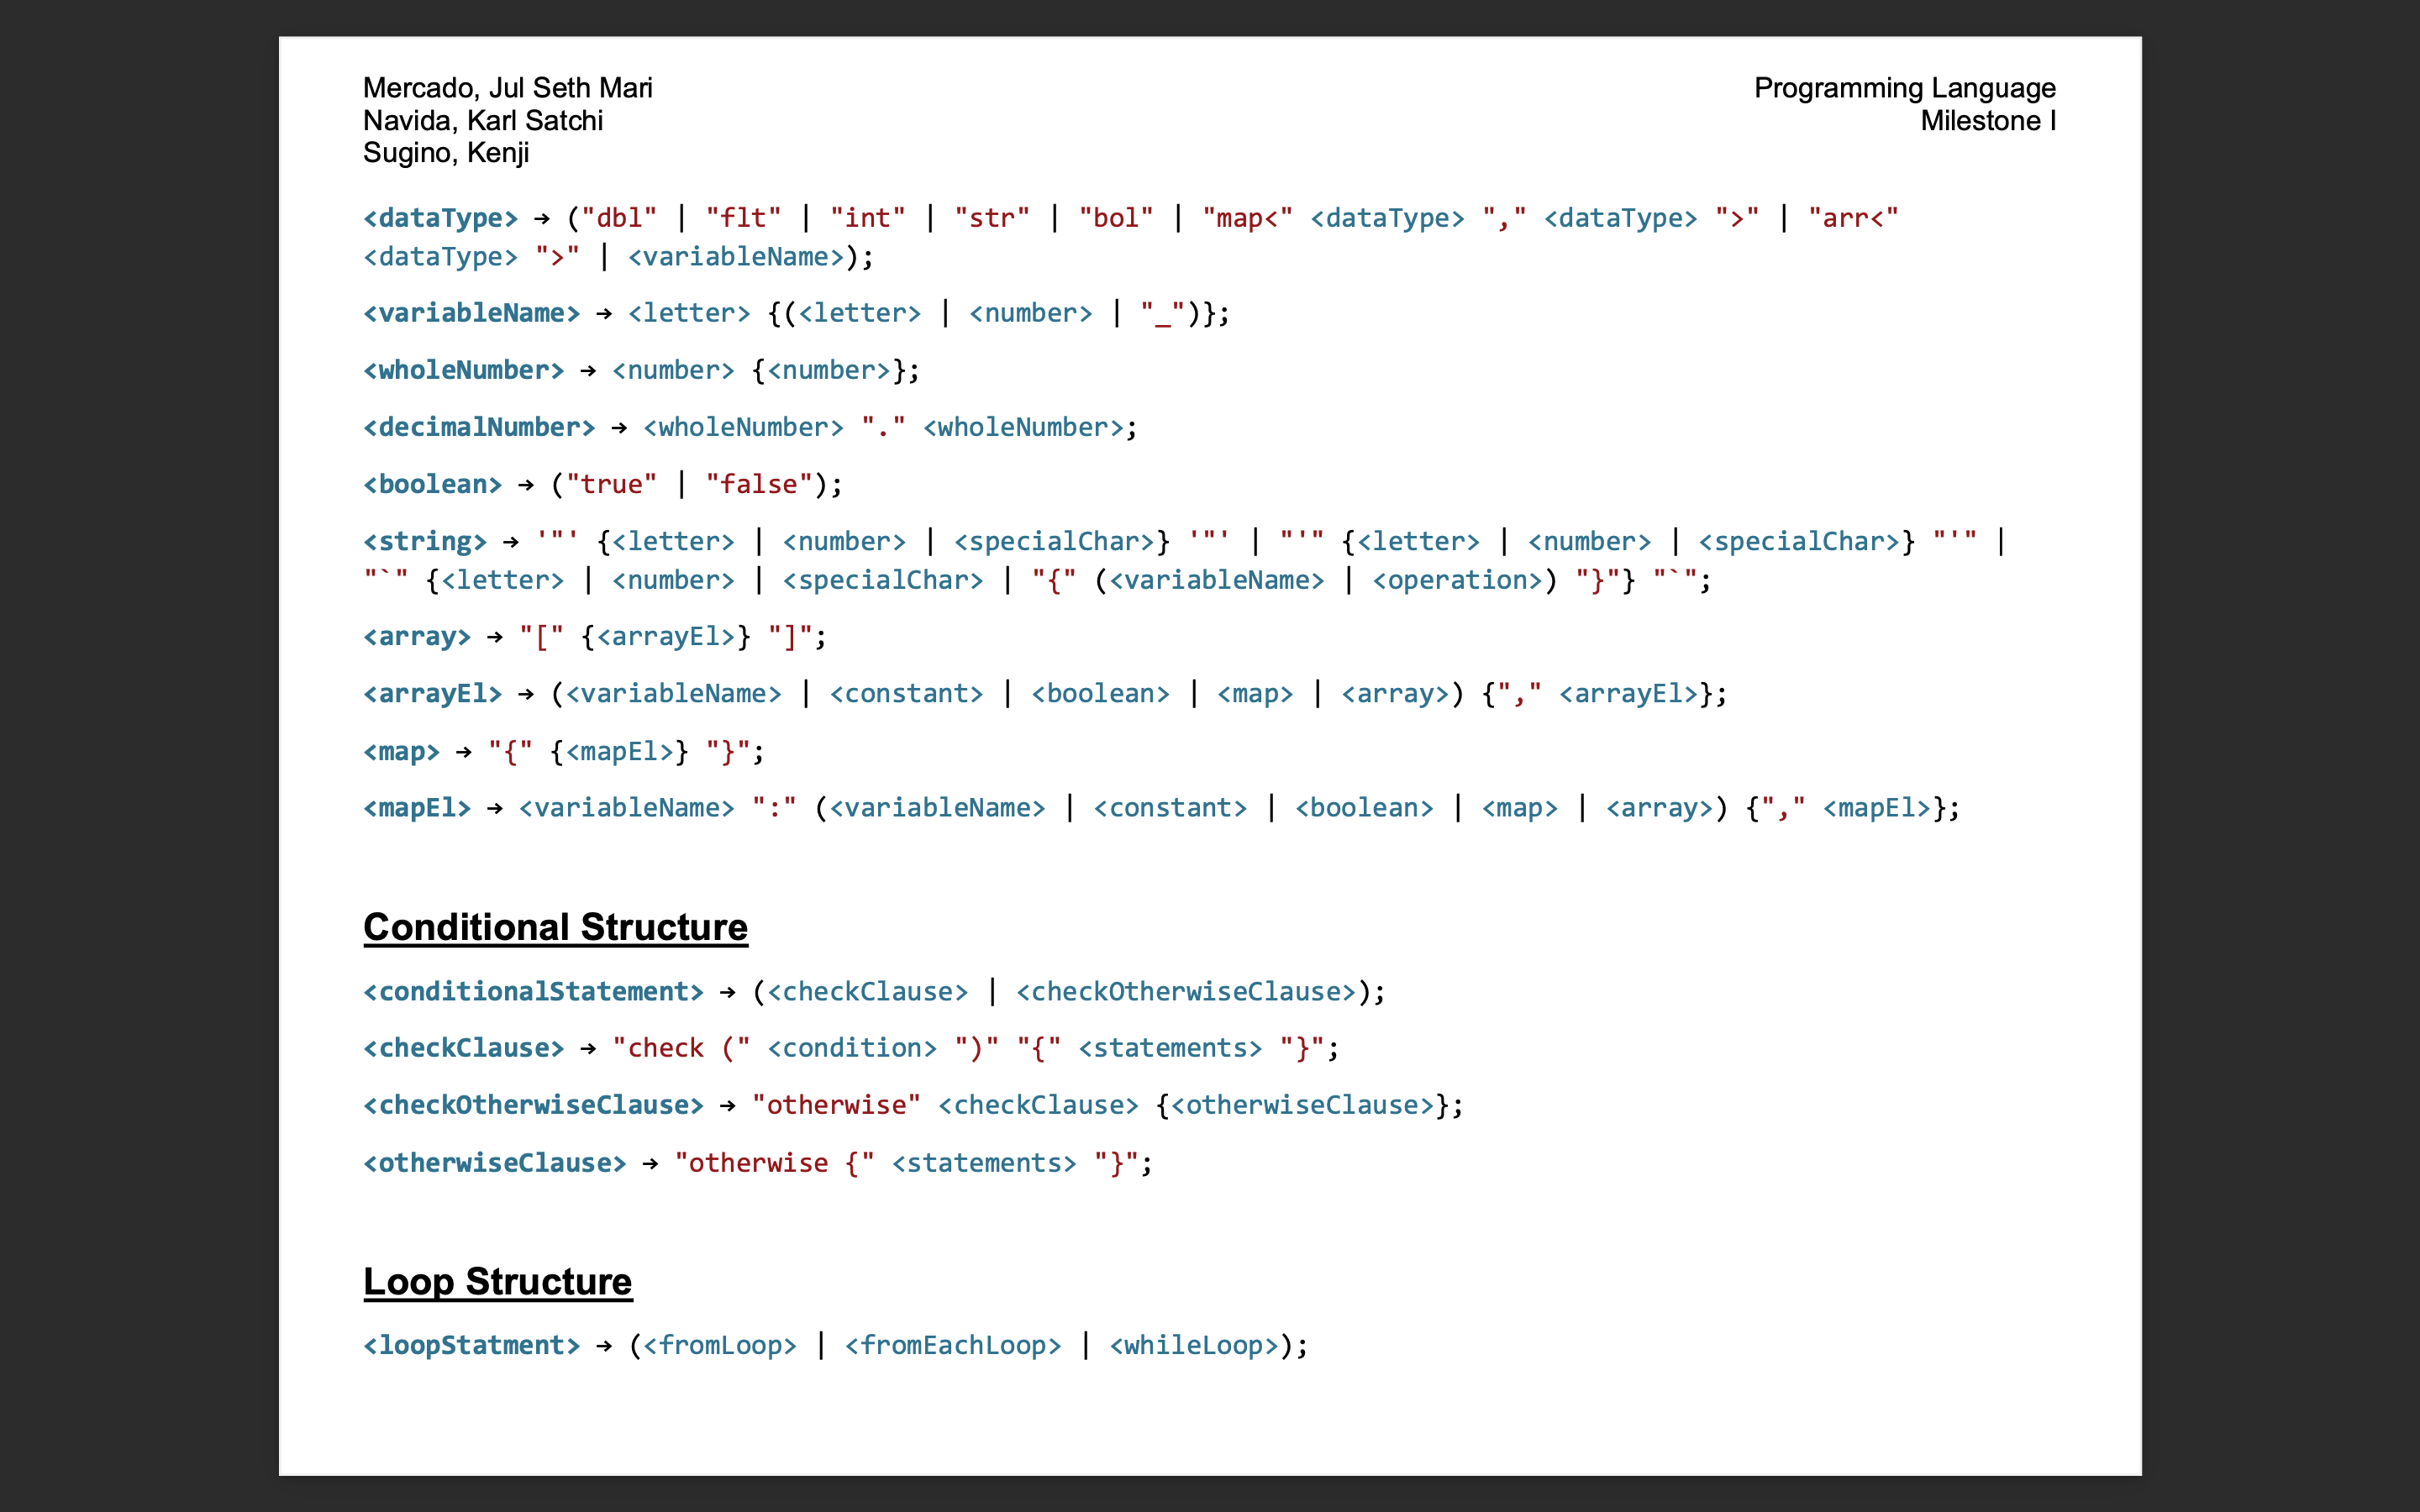 Mercado, Jul Seth Mari
Navida, Karl Satchi
Sugino, Kenji
Programming Language
Milestone I
<dataType> → ("dbl" | "flt" | "int" | "str" | "bol" | "map<" <dataType> "," <dataType> ">" | "arr<"
<dataType> ">" | <variableName>);
<variableName> → <letter> {(<letter> | <number> | "_")};
<wholeNumber> → <number> {<number>};
<decimalNumber> → <wholeNumber> "." <wholeNumber>;
<boolean> → ("true" | "false");
<string> → '"' {<letter> | <number> | <specialChar>} '"' | "'" {<letter> | <number> | <specialChar>} "'" |
"`" {<letter> | <number> | <specialChar> | "{" (<variableName> | <operation>) "}"} "`";
<array> → "[" {<arrayEl>} "]";
<arrayEl> → (<variableName> | <constant> | <boolean> | <map> | <array>) {"," <arrayEl>};
<map> → "{" {<mapEl>} "}";
<mapEl> → <variableName> ":" (<variableName> | <constant> | <boolean> | <map> | <array>) {"," <mapEl>};
Conditional Structure
<conditionalStatement> → (<checkClause> | <checkOtherwiseClause>);
<checkClause> → "check (" <condition> ")" "{" <statements> "}";
<checkOtherwiseClause> → "otherwise" <checkClause> {<otherwiseClause>};
<otherwiseClause> → "otherwise {" <statements> "}";
Loop Structure
<loopStatment> → (<fromLoop> | <fromEachLoop> | <whileLoop>);